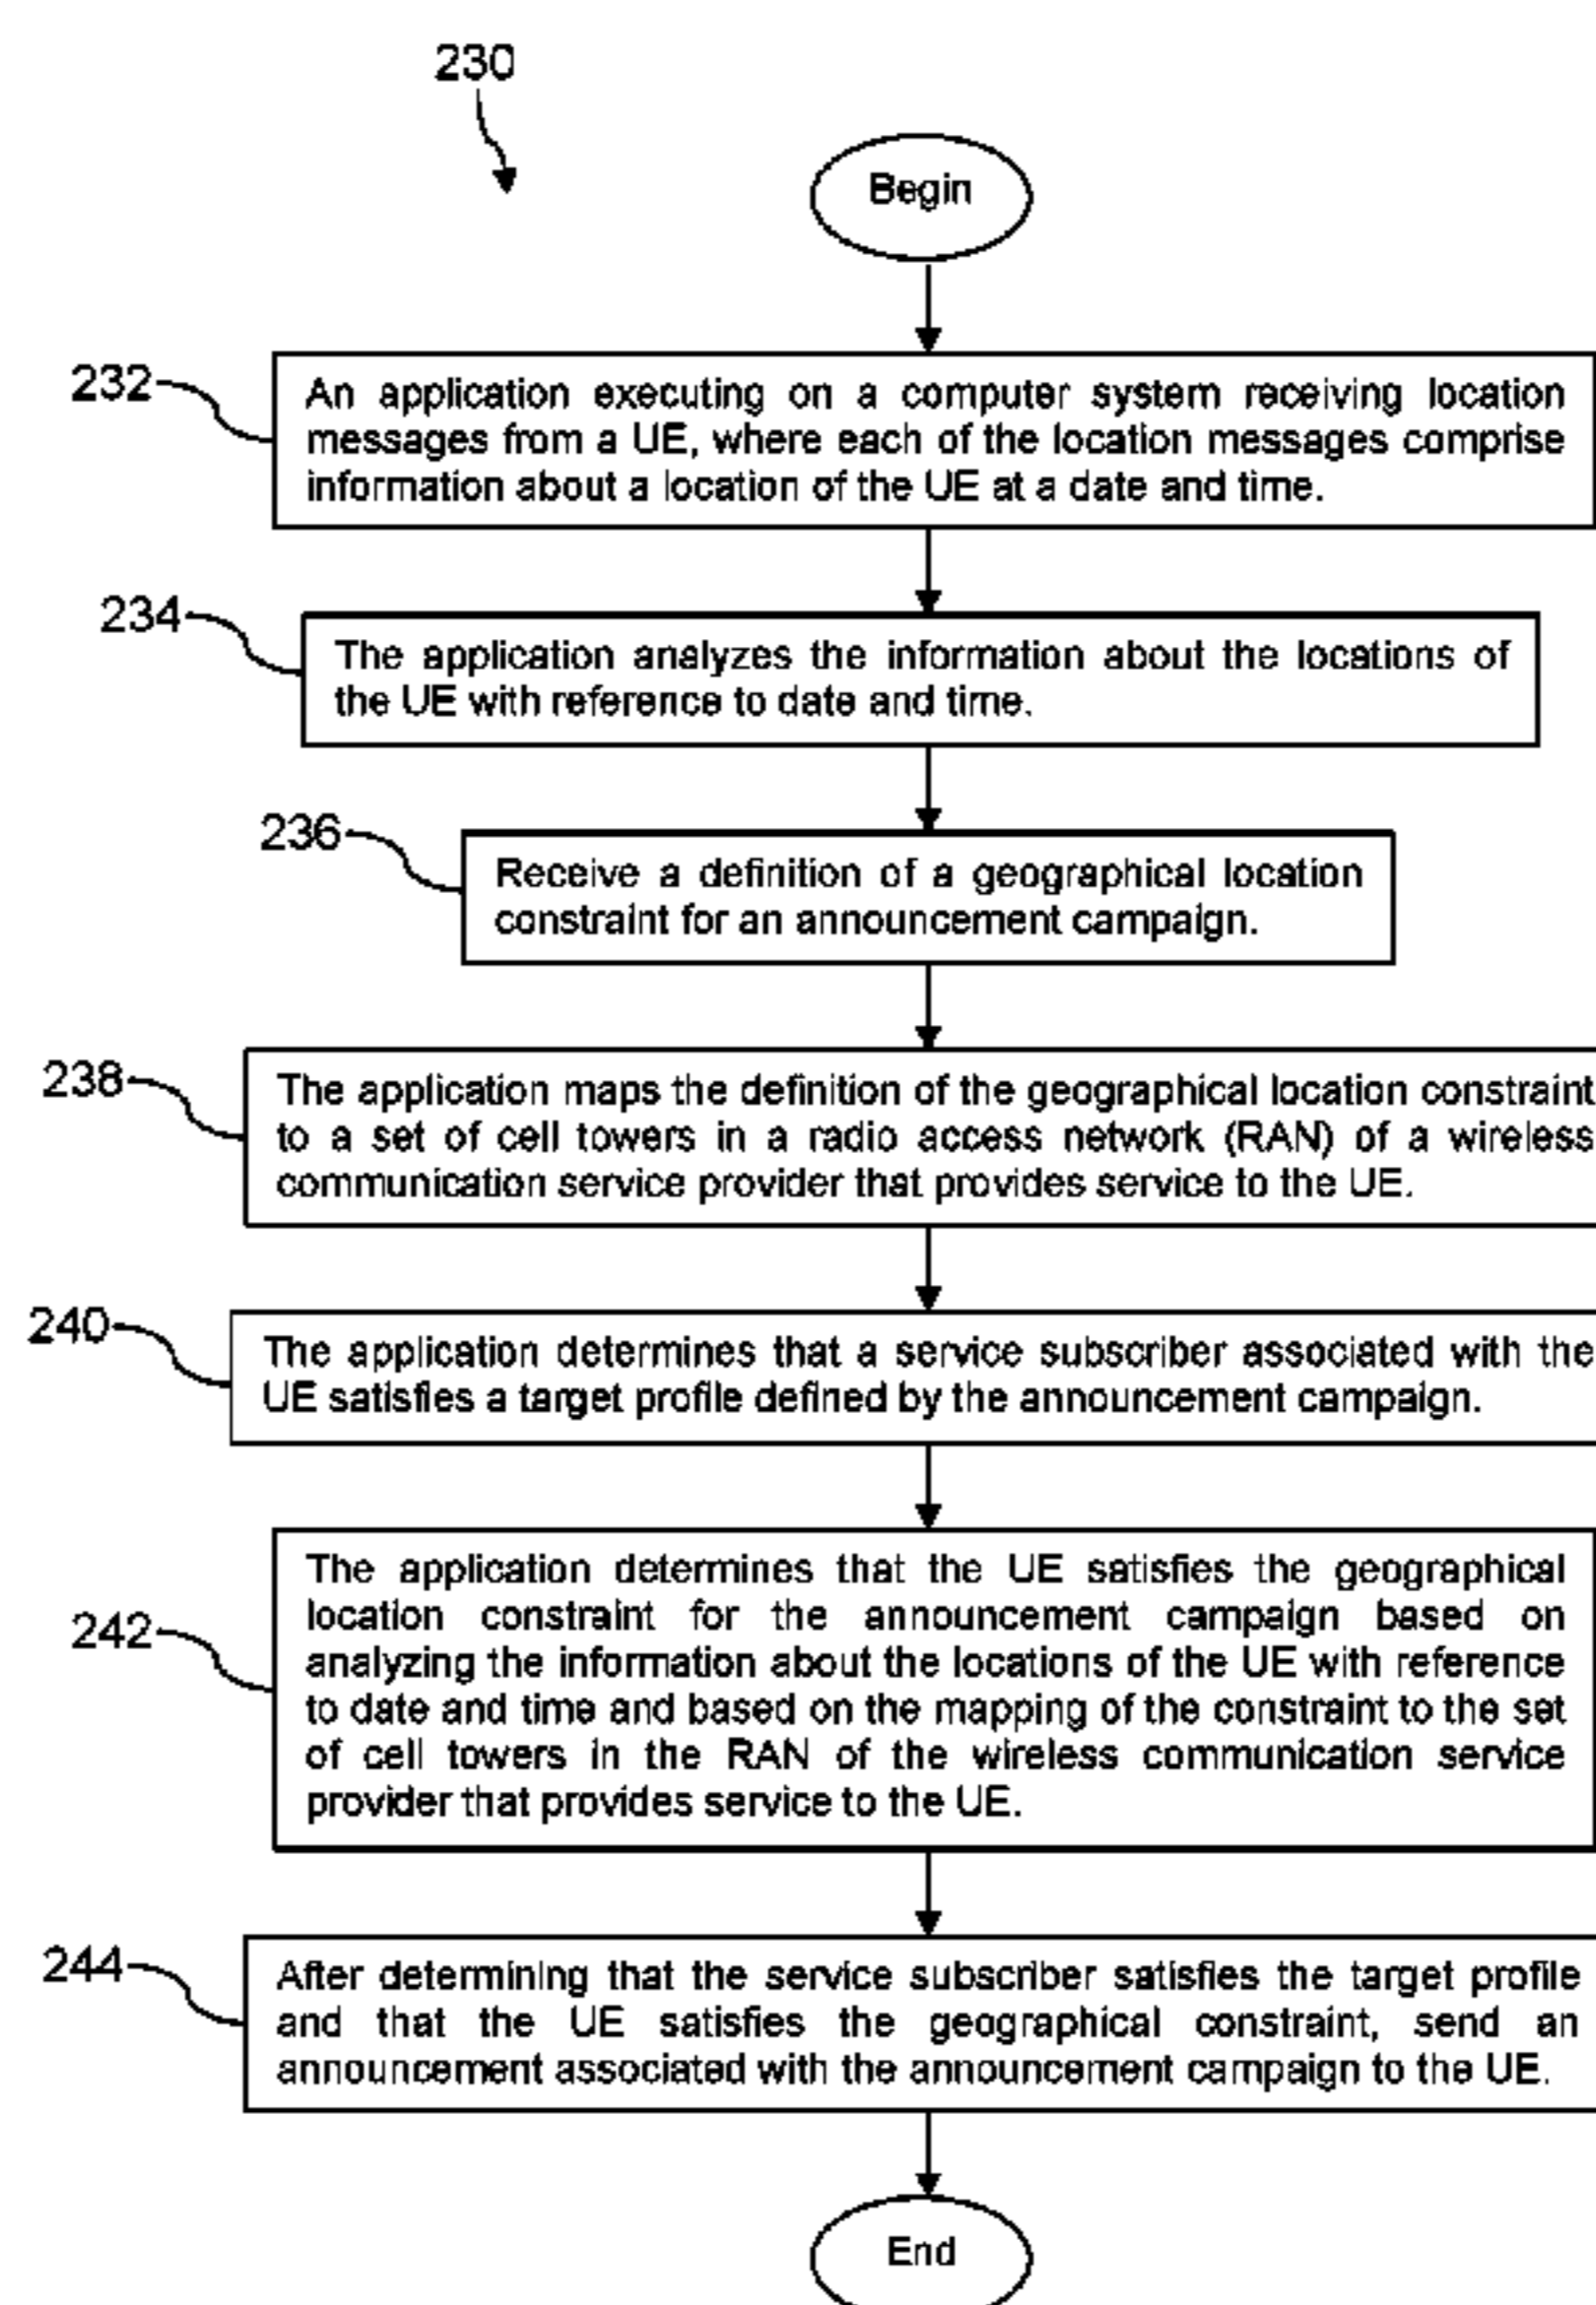 230
Begin
232
An application executing on a computer system receiving location
messages from a UE, where each of the location messages comprise
information about a location of the UE at a date and time.
234
The application analyzes the information about the locations of
the UE with reference to date and time.
236
Receive a definition of a geographical location
constraint for an announcement campaign.
238
The application maps the definition of the geographical location constraint
to a set of cell towers in a radio access network (RAN) of a wireless
communication service provider that provides service to the UE.
240
The application determines that a service subscriber associated with the
UE satisfies a target profile defined by the announcement campaign.
242
The application determines that the UE satisfies the geographical
location constraint for the announcement campaign based on
analyzing the information about the locations of the UE with reference
to date and time and based on the mapping of the constraint to the set
of cell towers in the RAN of the wireless communication service
provider that provides service to the UE.
244
After determining that the service subscriber satisfies the target profile
and that the UE satisfies the geographical constraint, send an
announcement associated with the announcement campaign to the UE.
End